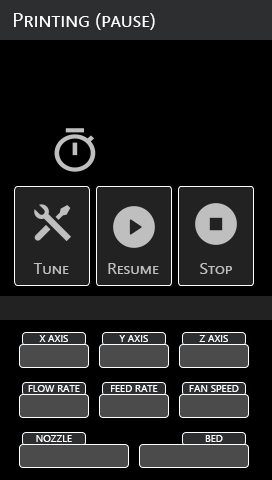 Printing (pause)
Tune Resume Stop
X AXIS Y AXIS Z AXIS
FLOW RATE FEED RATE FAN SPEED
NOZZLE BED